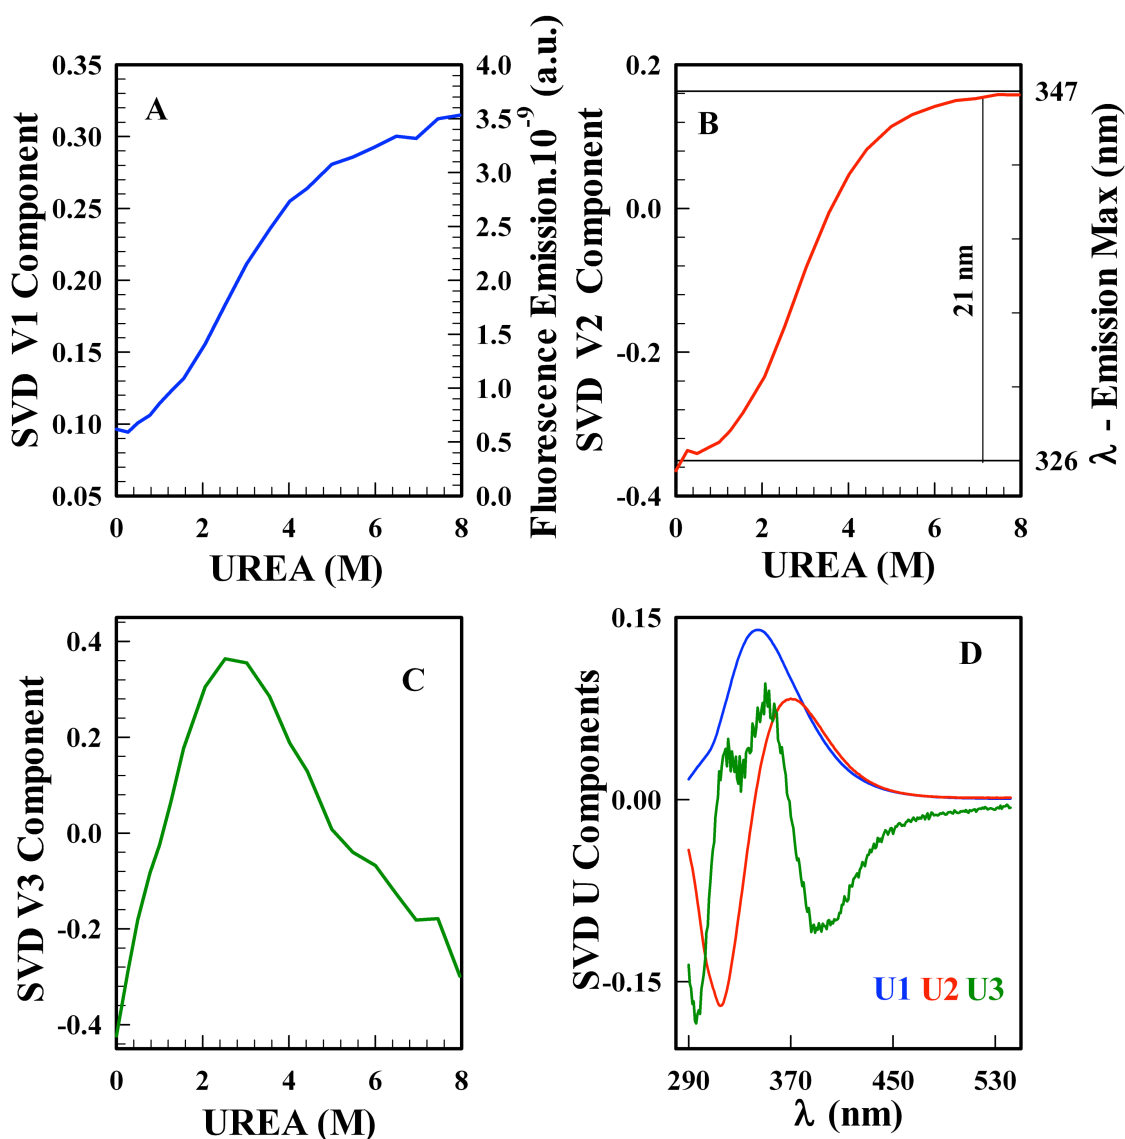 A
SVD V1 Component
0.35
0.30
0.25
0.20
0.15
0.10
0.05
0 2 4 6 8
UREA (M)
4.0
3.5
3.0
2.5
2.0
1.5
1.0
0.5
0.0
Fluorescence Emission.10⁻⁹ (a.u.)
B
SVD V2 Component
0.2
0.0
-0.2
-0.4
0 2 4 6 8
UREA (M)
21 nm
347
326
λ - Emission Max (nm)
C
SVD V3 Component
0.4
0.2
0.0
-0.2
-0.4
0 2 4 6 8
UREA (M)
D
SVD U Components
0.15
0.00
-0.15
U1 U2 U3
290 370 450 530
λ (nm)